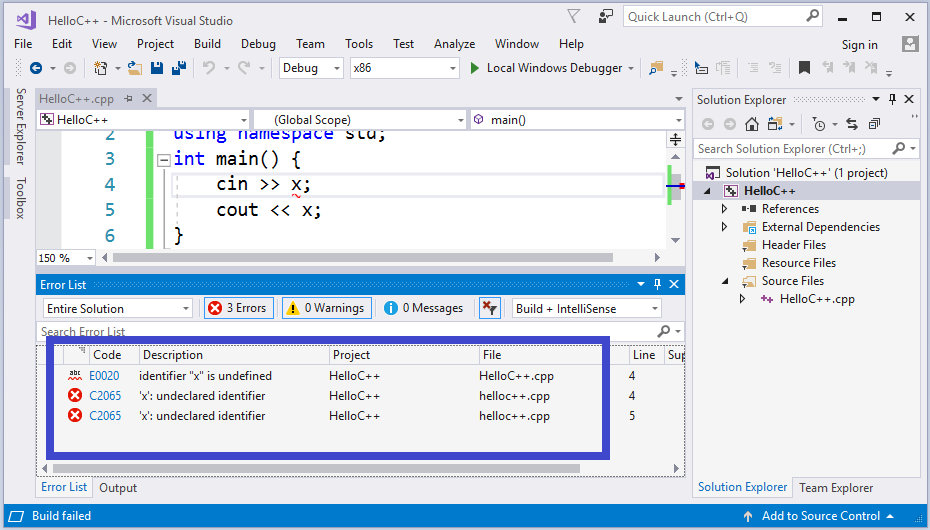 HelloC++ - Microsoft Visual Studio
Quick Launch (Ctrl+Q)
File Edit View Project Build Debug Team Tools Test Analyze Window Help
Sign in
Debug x86 Local Windows Debugger
Server Explorer
Toolbox
HelloC++.cpp
HelloC++ (Global Scope) main()
2 using namespace std;
3 int main() {
4 cin >> x;
5 cout << x;
6 }
150 %
Solution Explorer
Search Solution Explorer (Ctrl+;)
Solution 'HelloC++' (1 project)
HelloC++
References
External Dependencies
Header Files
Resource Files
Source Files
HelloC++.cpp
Error List
Entire Solution 3 Errors 0 Warnings 0 Messages Build + IntelliSense
Search Error List
Code Description Project File Line Sup
abc E0020 identifier "x" is undefined HelloC++ HelloC++.cpp 4
C2065 'x': undeclared identifier HelloC++ helloc++.cpp 4
C2065 'x': undeclared identifier HelloC++ helloc++.cpp 5
Error List Output
Solution Explorer Team Explorer
Build failed
Add to Source Control